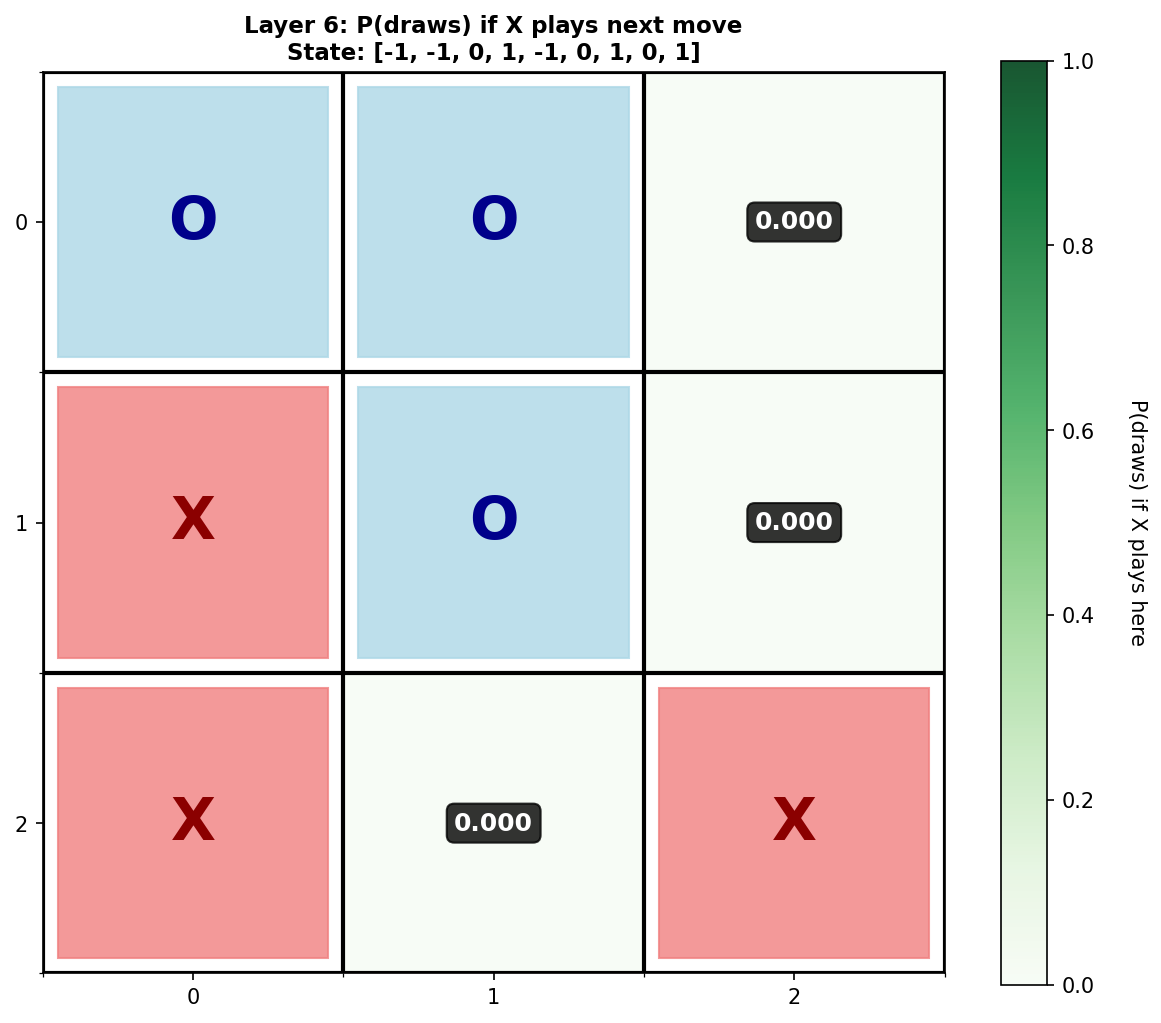 Layer 6: P(draws) if X plays next move
State: [-1, -1, 0, 1, -1, 0, 1, 0, 1]
1.0
0.8
0.6
0.4
0.2
0.0
P(draws) if X plays here
0
O
O
0.000
1
X
O
0.000
2
X
0.000
X
0
1
2